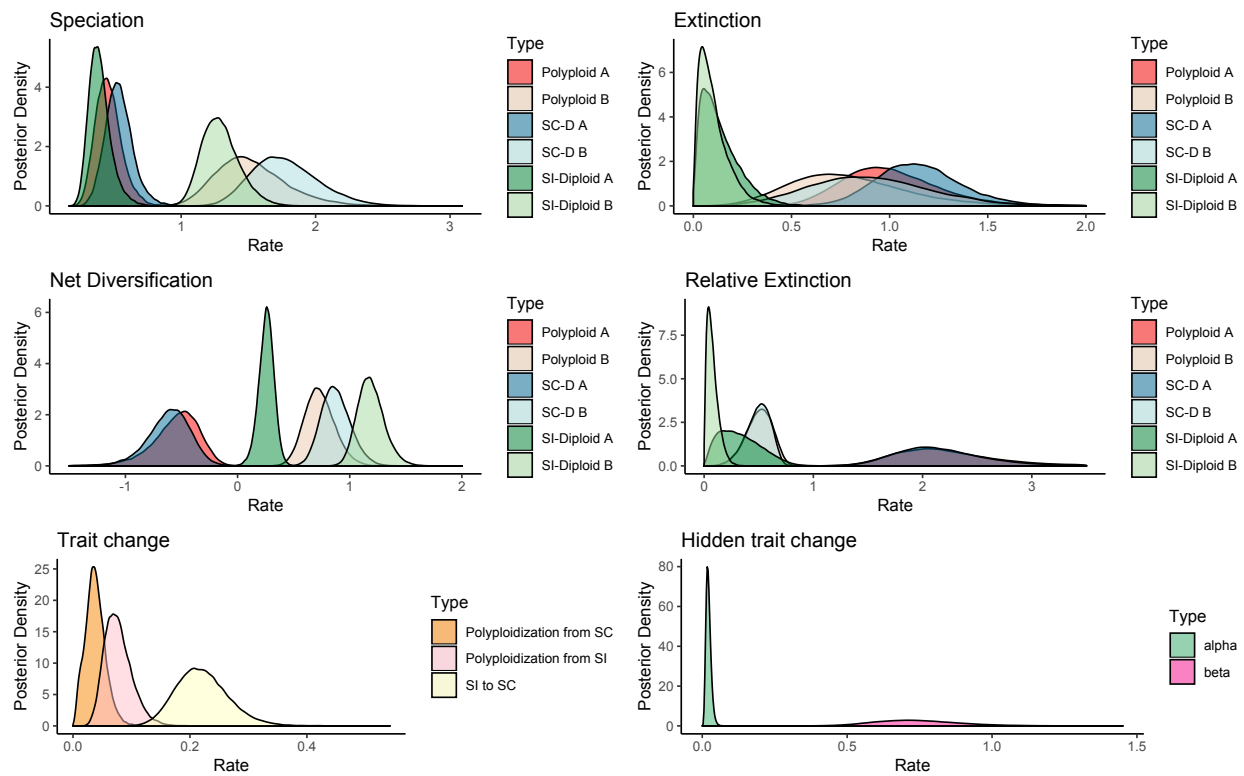 Speciation
Posterior Density
4
2
0
1
2
3
Rate
Type
Polyploid A
Polyploid B
SC-D A
SC-D B
SI-Diploid A
SI-Diploid B
Extinction
Posterior Density
6
4
2
0
0.0
0.5
1.0
1.5
2.0
Rate
Type
Polyploid A
Polyploid B
SC-D A
SC-D B
SI-Diploid A
SI-Diploid B
Net Diversification
Posterior Density
6
4
2
0
-1
0
1
2
Rate
Type
Polyploid A
Polyploid B
SC-D A
SC-D B
SI-Diploid A
SI-Diploid B
Relative Extinction
Posterior Density
7.5
5.0
2.5
0.0
0
1
2
3
Rate
Type
Polyploid A
Polyploid B
SC-D A
SC-D B
SI-Diploid A
SI-Diploid B
Trait change
Posterior Density
25
20
15
10
5
0
0.0
0.2
0.4
Rate
Type
Polyploidization from SC
Polyploidization from SI
SI to SC
Hidden trait change
Posterior Density
80
60
40
20
0
0.0
0.5
1.0
1.5
Rate
Type
alpha
beta